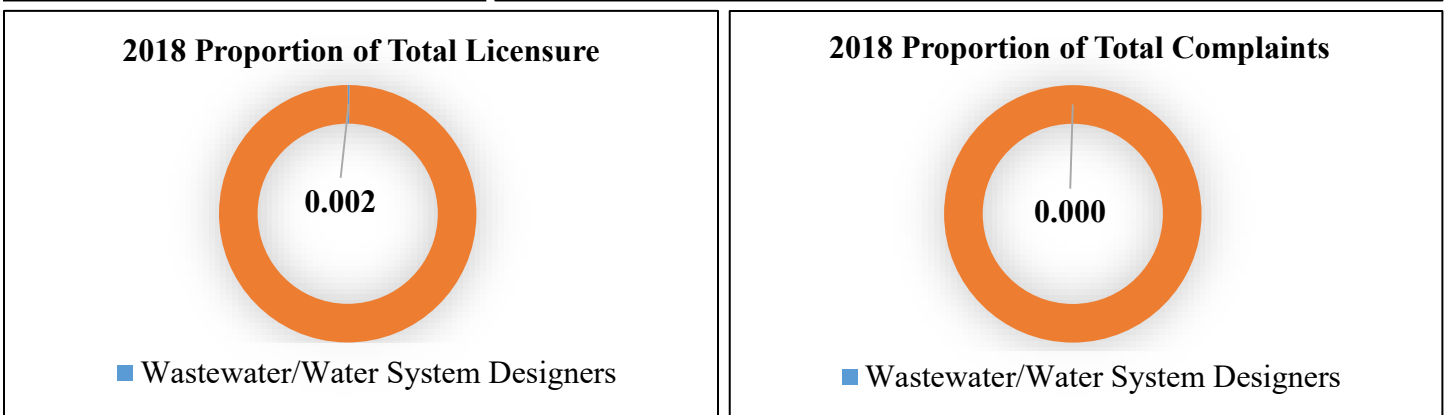 2018 Proportion of Total Licensure
0.002
Wastewater/Water System Designers
2018 Proportion of Total Complaints
0.000
Wastewater/Water System Designers